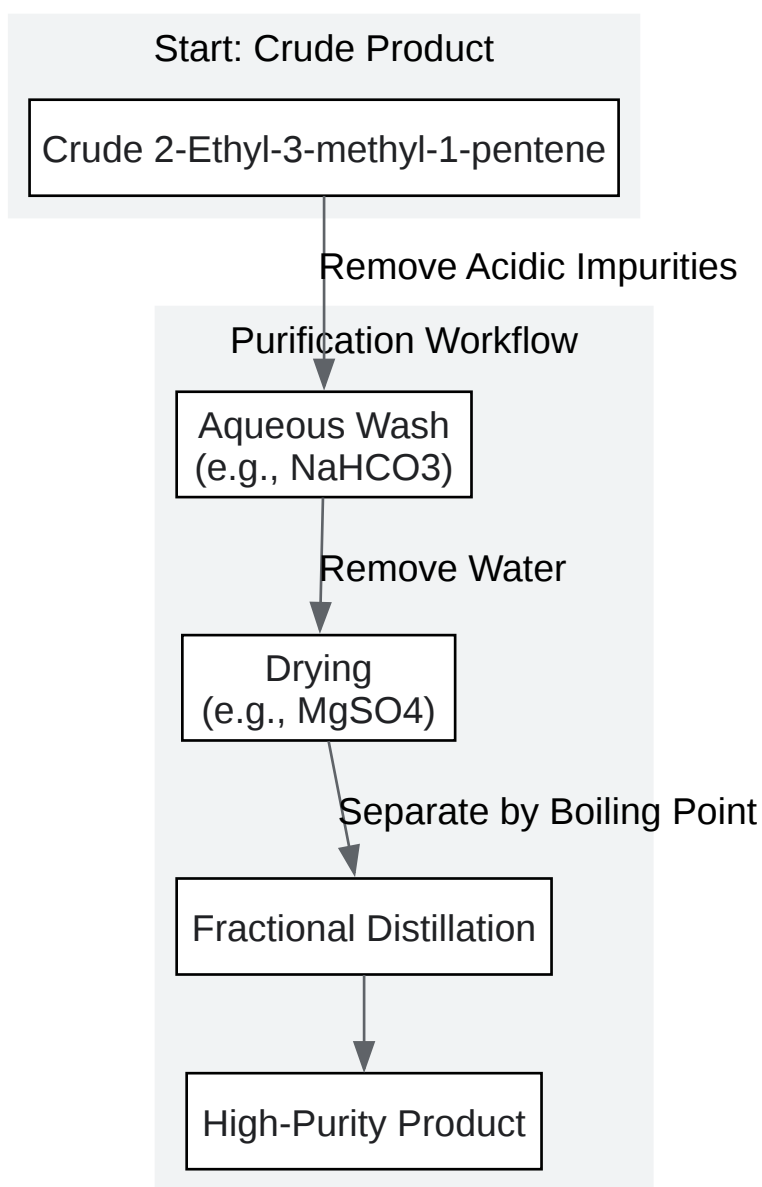 Start: Crude Product
Crude 2-Ethyl-3-methyl-1-pentene
Remove Acidic Impurities
Purification Workflow
Aqueous Wash
(e.g., NaHCO3)
Remove Water
Drying
(e.g., MgSO4)
Separate by Boiling Point
Fractional Distillation
High-Purity Product